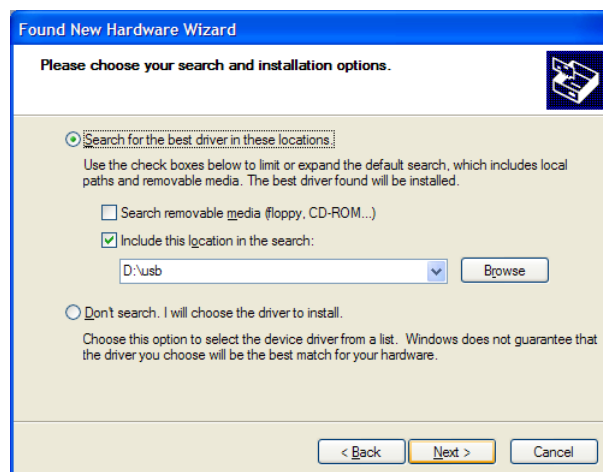 Found New Hardware Wizard
Please choose your search and installation options.
Search for the best driver in these locations.
Use the check boxes below to limit or expand the default search, which includes local
paths and removable media. The best driver found will be installed.
Search removable media (floppy, CD-ROM...)
Include this location in the search:
D:\usb
Browse
Don't search. I will choose the driver to install.
Choose this option to select the device driver from a list. Windows does not guarantee that
the driver you choose will be the best match for your hardware.
< Back
Next >
Cancel